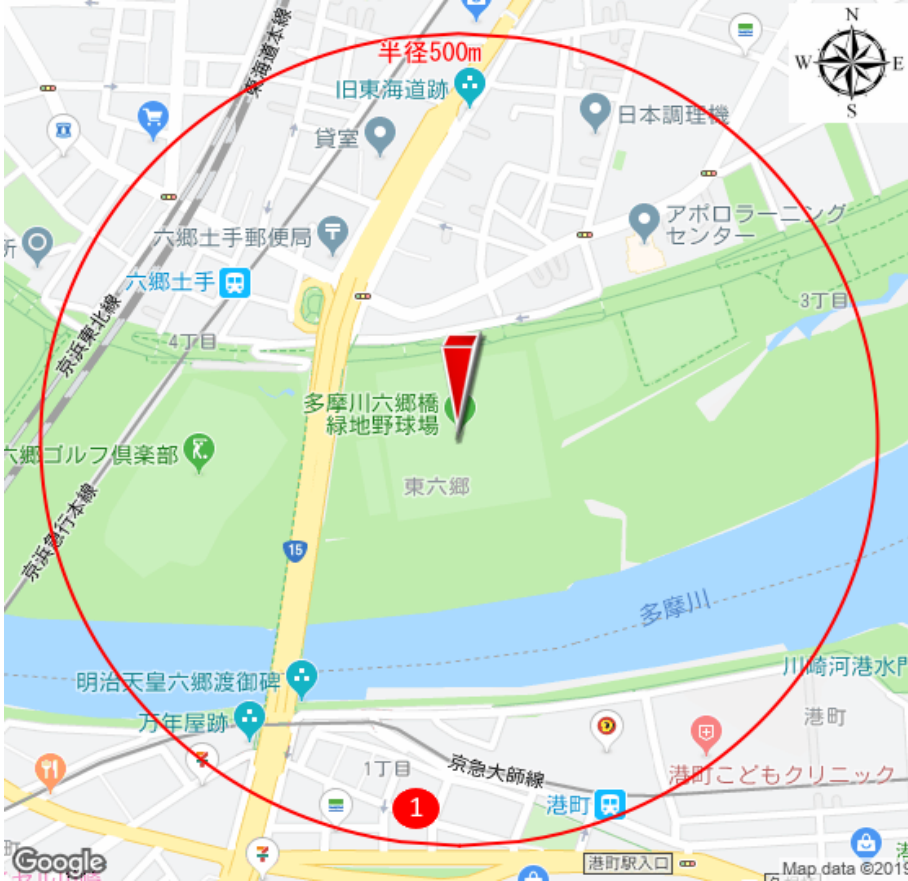 半径500m
N
W E
S
東海道本線
旧東海道跡
日本調理機
貸室
六郷土手郵便局
アポロラーニング
センター
所
六郷土手
3丁目
京浜東北線
4丁目
多摩川六郷橋
緑地野球場
六郷ゴルフ倶楽部
東六郷
京浜急行本線
15
多摩川
明治天皇六郷渡御碑
川崎河港水門
万年屋跡
港町
1丁目
京急大師線
港町こどもクリニック
港町
1
港町駅入口
Google
Map data ©2019